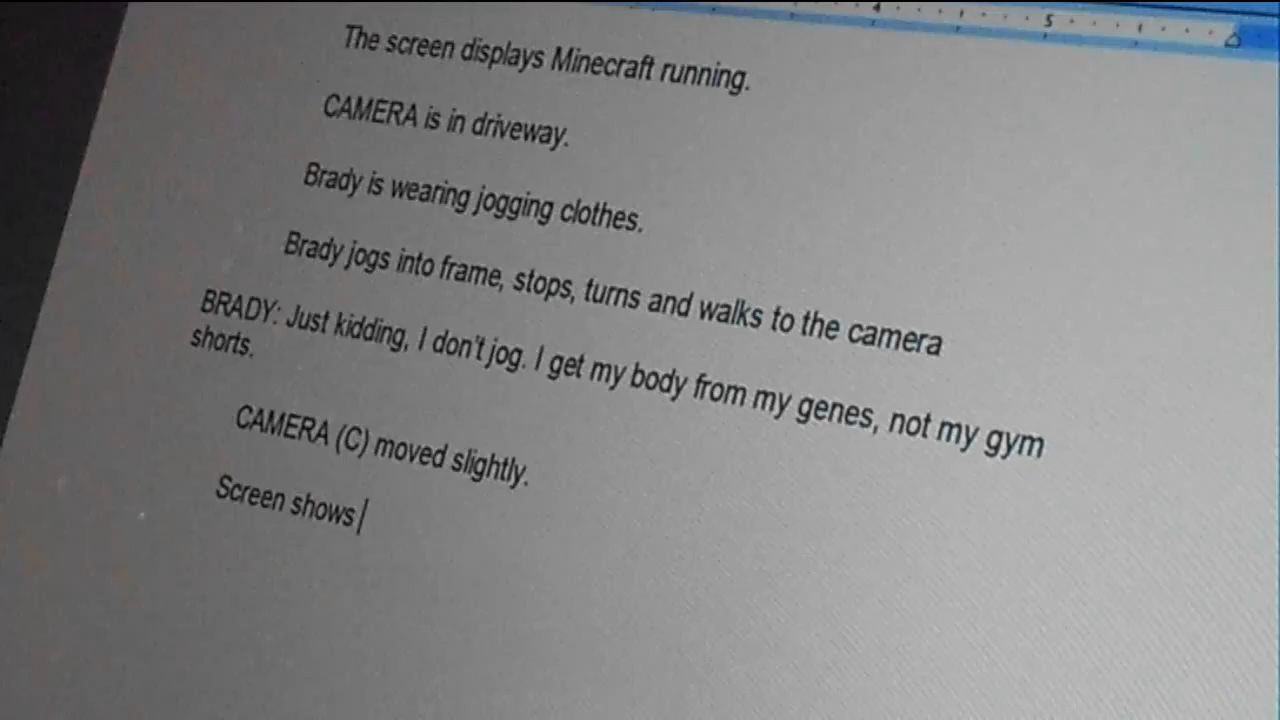 4 5
The screen displays Minecraft running.
CAMERA is in driveway.
Brady is wearing jogging clothes.
Brady jogs into frame, stops, turns and walks to the camera
BRADY: Just kidding, I don't jog. I get my body from my genes, not my gym
shorts.
CAMERA (C) moved slightly.
Screen shows